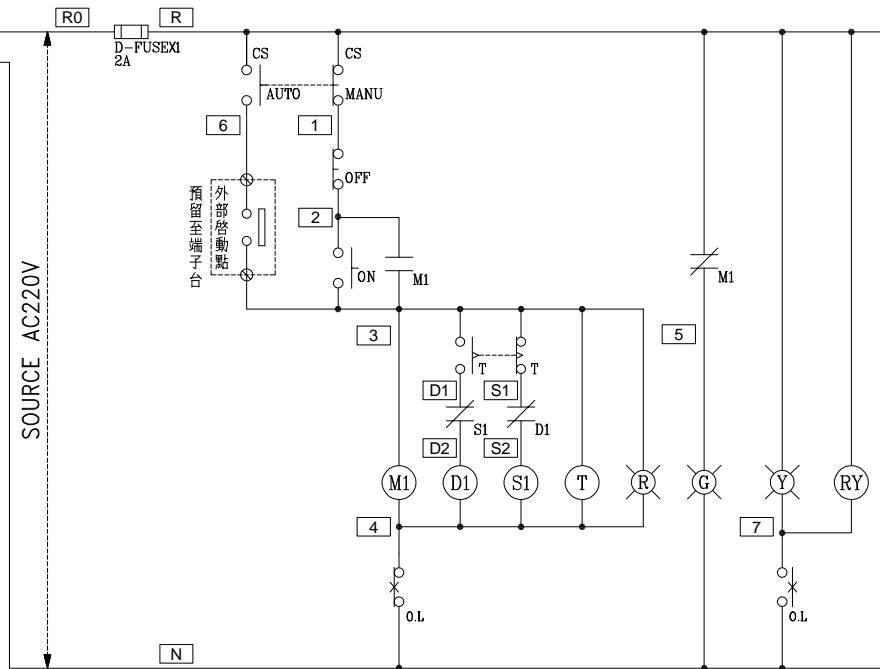 R0
R
D-FUSEX1
2A
CS
CS
AUTO
MANU
6
1
OFF
預留至端子台
外部啓動點
2
ON
M1
M1
3
5
T
T
D1
S1
S1
D1
D2
S2
SOURCE AC220V
M1
D1
S1
T
R
G
Y
RY
4
7
O.L
O.L
N